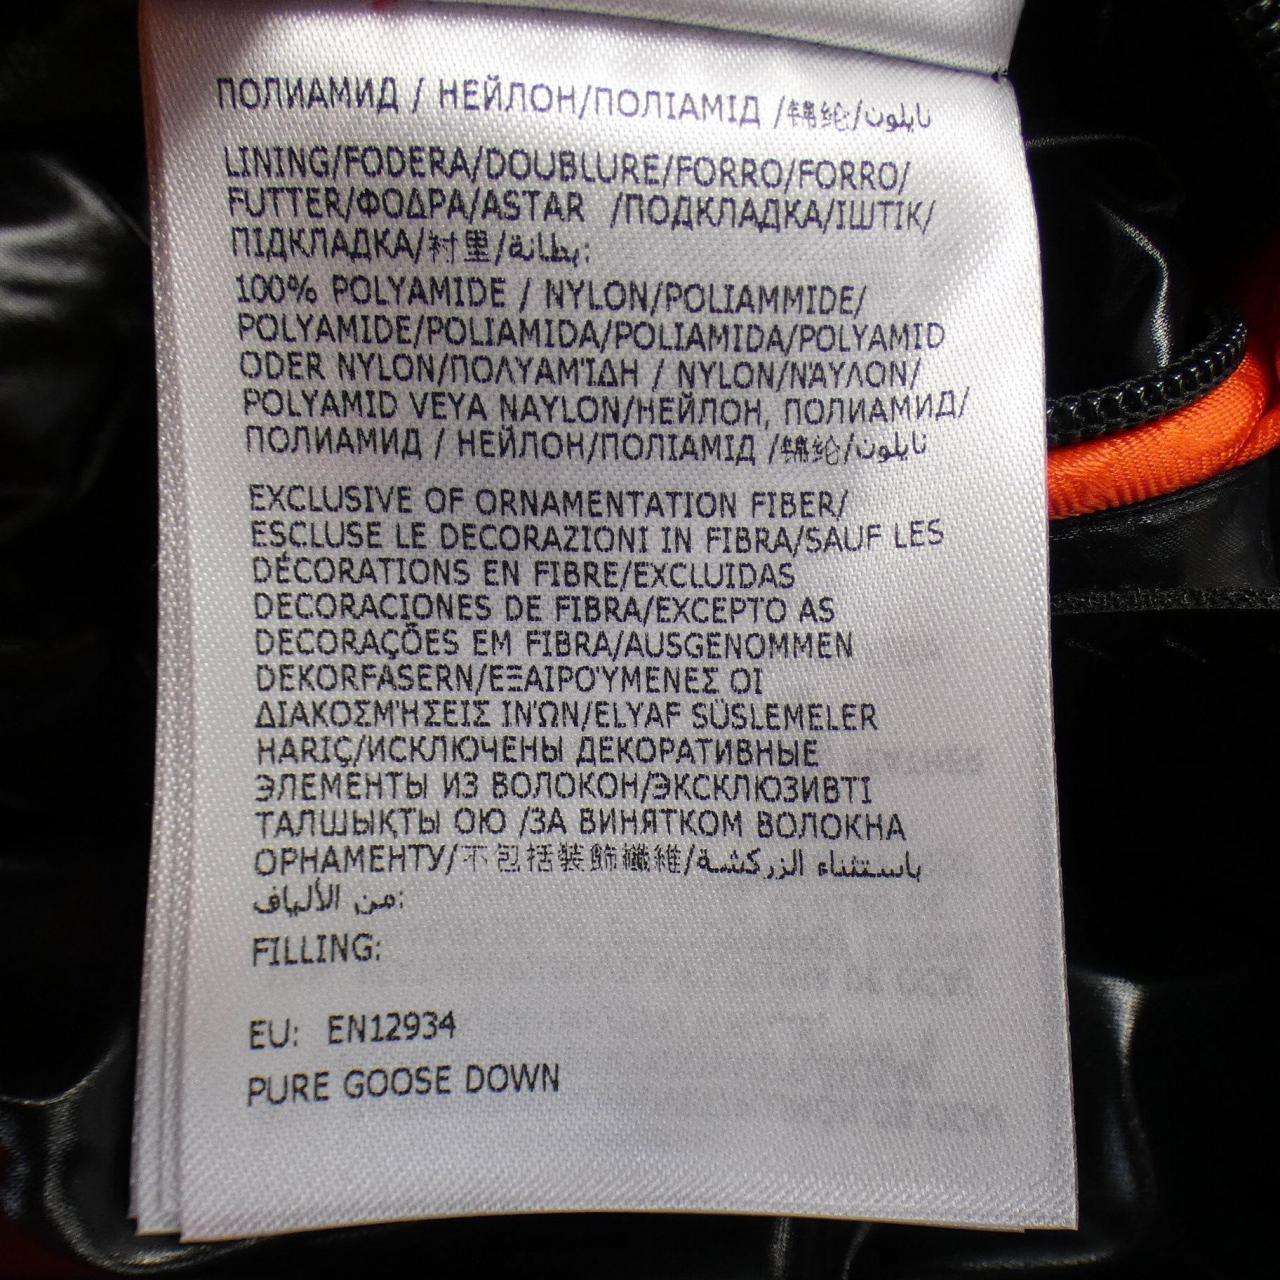 ПОЛИАМИД / НЕЙЛОН/ПОЛІАМІД /锦纶/نايلون
LINING/FODERA/DOUBLURE/FORRO/FORRO/
FUTTER/ΦΟΔΡΑ/ASTAR /ПОДКЛАДКА/ІШТІК/
ПІДКЛАДКА/衬里/بطانة:
100% POLYAMIDE / NYLON/POLIAMMIDE/
POLYAMIDE/POLIAMIDA/POLIAMIDA/POLYAMID
ODER NYLON/ΠΟΛΥΑΜΊΔΗ / NYLON/ΝΆΥΛΟΝ/
POLYAMID VEYA NAYLON/НЕЙЛОН, ПОЛИАМИД/
ПОЛИАМИД / НЕЙЛОН/ПОЛІАМІД /锦纶/نايلون
EXCLUSIVE OF ORNAMENTATION FIBER/
ESCLUSE LE DECORAZIONI IN FIBRA/SAUF LES
DÉCORATIONS EN FIBRE/EXCLUIDAS
DECORACIONES DE FIBRA/EXCEPTO AS
DECORAÇÕES EM FIBRA/AUSGENOMMEN
DEKORFASERN/ΕΞΑΙΡΟΎΜΕΝΕΣ ΟΙ
ΔΙΑΚΟΣΜΉΣΕΙΣ ΙΝΏΝ/ELYAF SÜSLEMELER
HARIÇ/ИСКЛЮЧЕНЫ ДЕКОРАТИВНЫЕ
ЭЛЕМЕНТЫ ИЗ ВОЛОКОН/ЭКСКЛЮЗИВТІ
ТАЛШЫҚТЫ ОЮ /ЗА ВИНЯТКОМ ВОЛОКНА
ОРНАМЕНТУ/不包括装飾纖維/باستثناء الزركشة
من الألياف:
FILLING:
EU: EN12934
PURE GOOSE DOWN